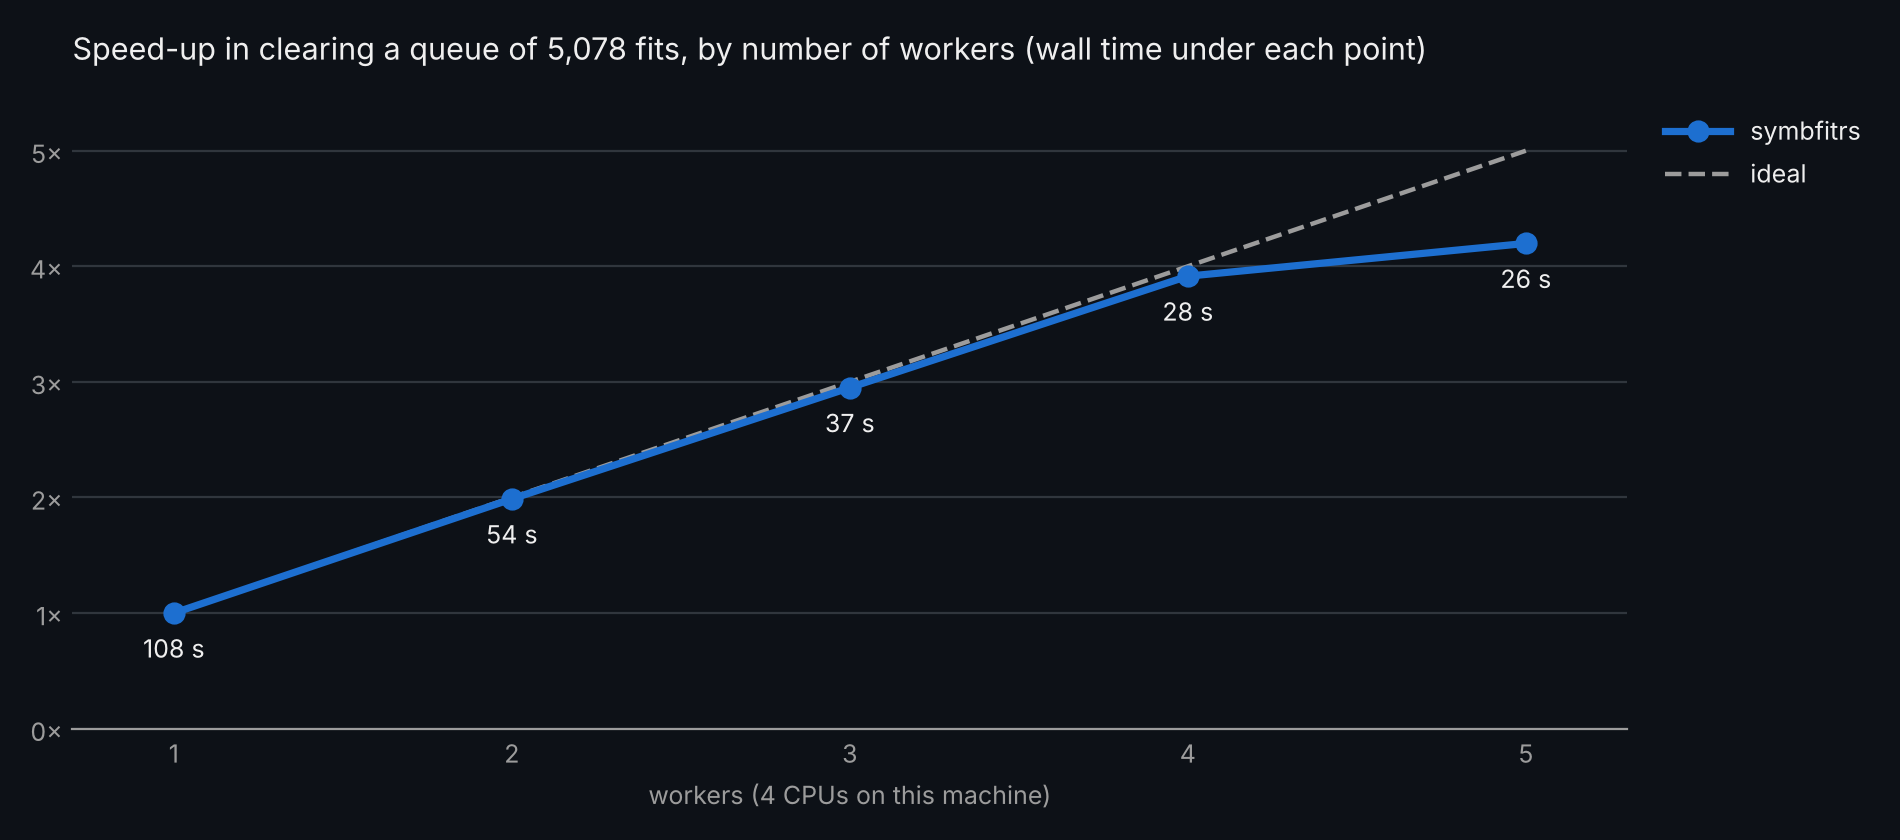 Speed-up in clearing a queue of 5,078 fits, by number of workers (wall time under each point)
symbfitrs
ideal
5×
4×
3×
2×
1×
0×
108 s
54 s
37 s
28 s
26 s
1
2
3
4
5
workers (4 CPUs on this machine)